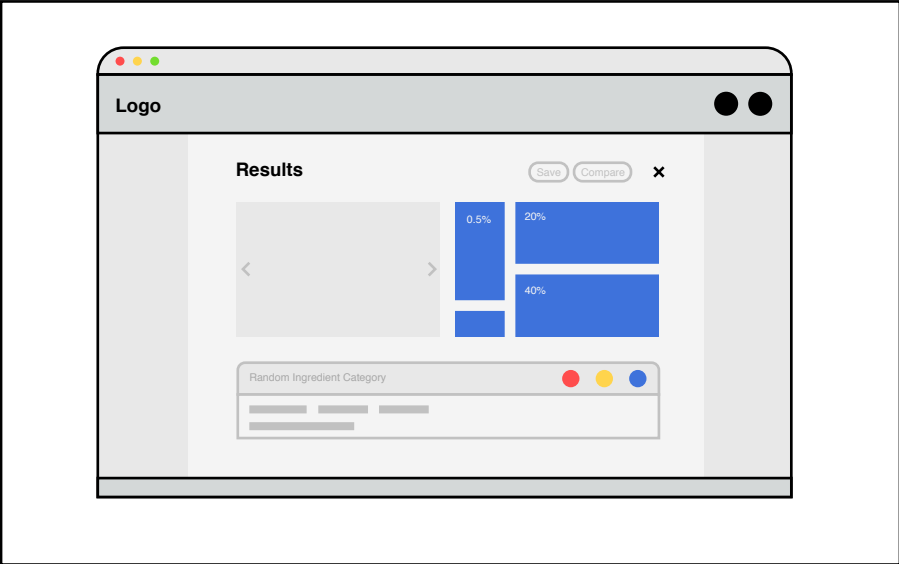 Logo
Results
Save
Compare
0.5%
20%
40%
Random Ingredient Category